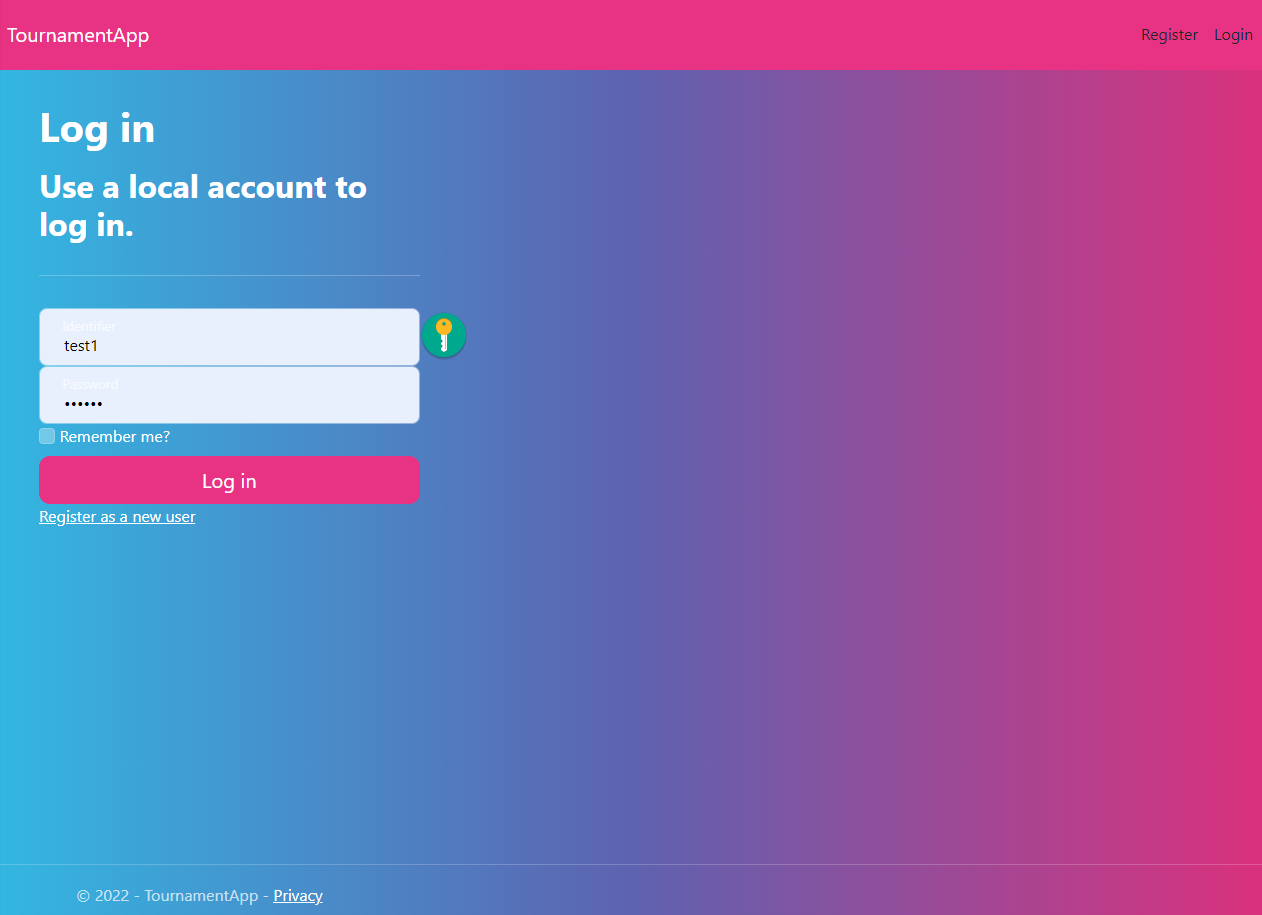 TournamentApp
Register
Login
Log in
Use a local account to
log in.
Identifier
test1
Password
••••••
Remember me?
Log in
Register as a new user
© 2022 - TournamentApp - Privacy